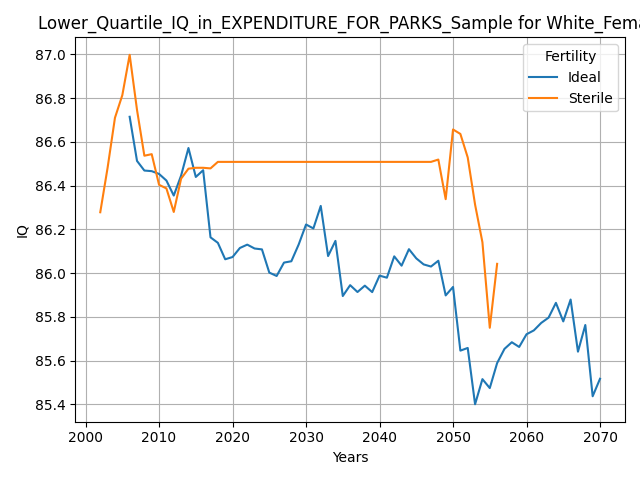 Lower_Quartile_IQ_in_EXPENDITURE_FOR_PARKS_Sample for White_Fema
87.0
86.8
86.6
86.4
86.2
86.0
85.8
85.6
85.4
IQ
Fertility
Ideal
Sterile
2000 2010 2020 2030 2040 2050 2060 2070
Years